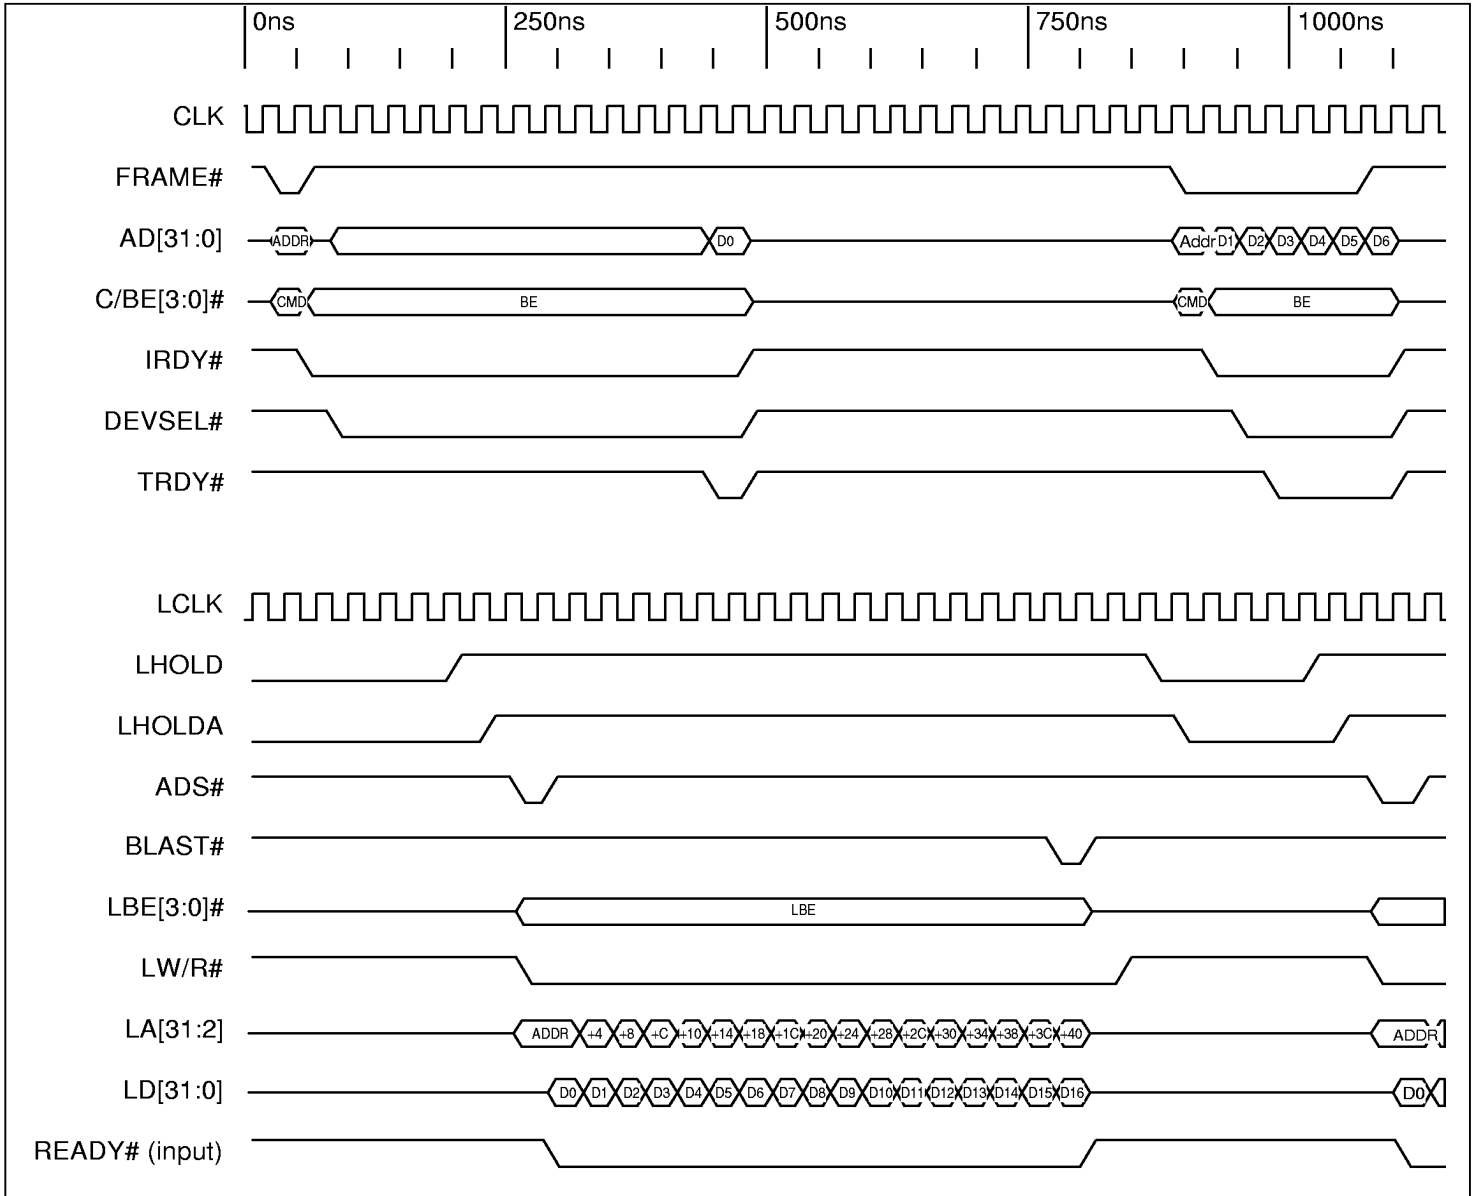 0ns 250ns 500ns 750ns 1000ns
CLK
FRAME#
AD[31:0] ADDR D0 Addr D1 D2 D3 D4 D5 D6
C/BE[3:0]# CMD BE CMD BE
IRDY#
DEVSEL#
TRDY#
LCLK
LHOLD
LHOLDA
ADS#
BLAST#
LBE[3:0]# LBE
LW/R#
LA[31:2] ADDR +4 +8 +C +10 +14 +18 +1C +20 +24 +28 +2C +30 +34 +38 +3C +40 ADDR
LD[31:0] D0 D1 D2 D3 D4 D5 D6 D7 D8 D9 D10 D11 D12 D13 D14 D15 D16 D0
READY# (input)